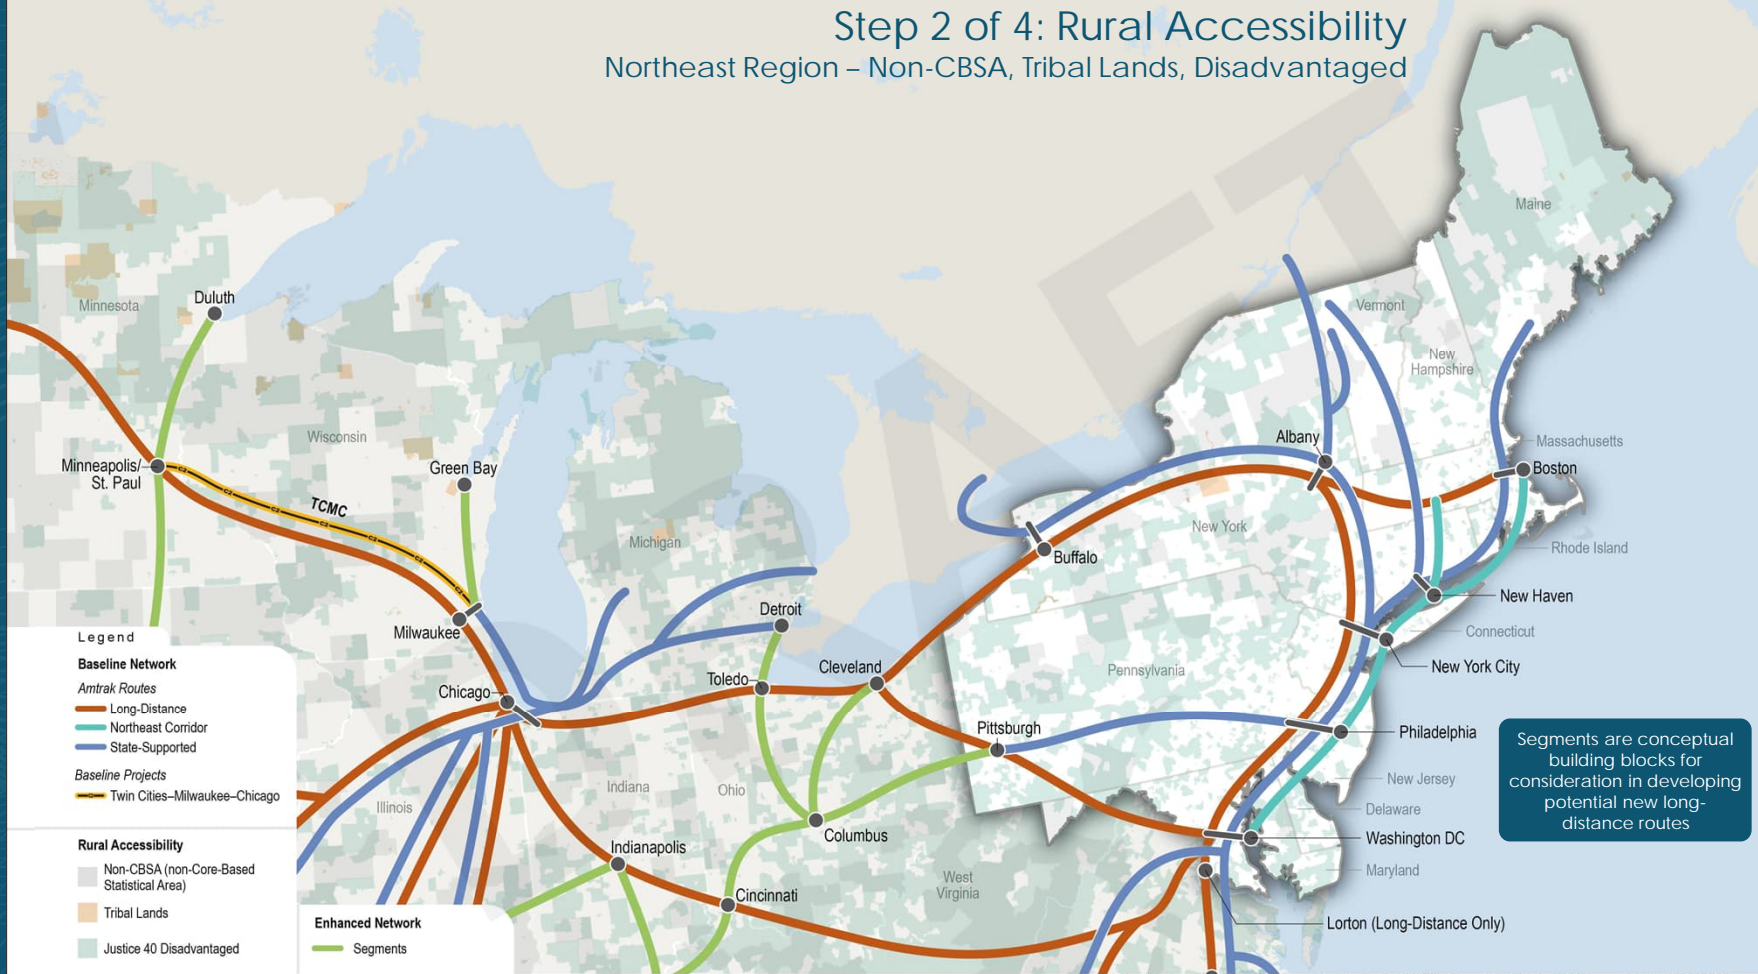 Step 2 of 4: Rural Accessibility
Northeast Region – Non-CBSA, Tribal Lands, Disadvantaged
DRAFT
Maine
Minnesota
Duluth
Vermont
New
Hampshire
Wisconsin
Minneapolis/
St. Paul
Green Bay
TCMC
Michigan
Albany
Massachusetts
Boston
New York
Buffalo
Rhode Island
New Haven
Connecticut
New York City
Detroit
Milwaukee
Cleveland
Toledo
Chicago
Pennsylvania
Pittsburgh
Philadelphia
New Jersey
Delaware
Washington DC
Maryland
Lorton (Long-Distance Only)
Indiana
Ohio
Illinois
Columbus
Indianapolis
Cincinnati
West
Virginia
Segments are conceptual
building blocks for
consideration in developing
potential new long-
distance routes
Legend
Baseline Network
Amtrak Routes
Long-Distance
Northeast Corridor
State-Supported
Baseline Projects
Twin Cities–Milwaukee–Chicago
Rural Accessibility
Non-CBSA (non-Core-Based
Statistical Area)
Tribal Lands
Justice 40 Disadvantaged
Enhanced Network
Segments